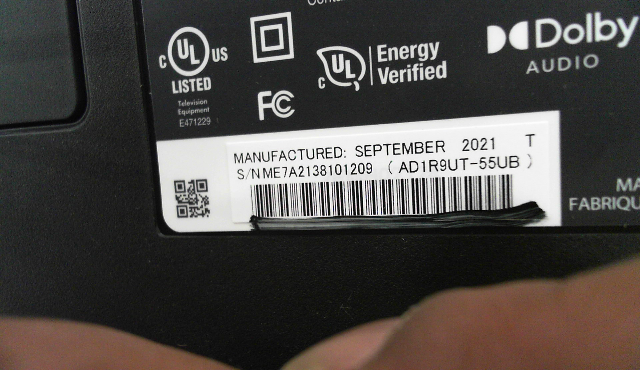 c UL US
LISTED
Television
Equipment
E471229
FC
c UL
Energy
Verified
Dolby
AUDIO
MANUFACTURED: SEPTEMBER 2021 T
S/N ME7A2138101209 ( AD1R9UT-55UB )
MA
FABRIQU